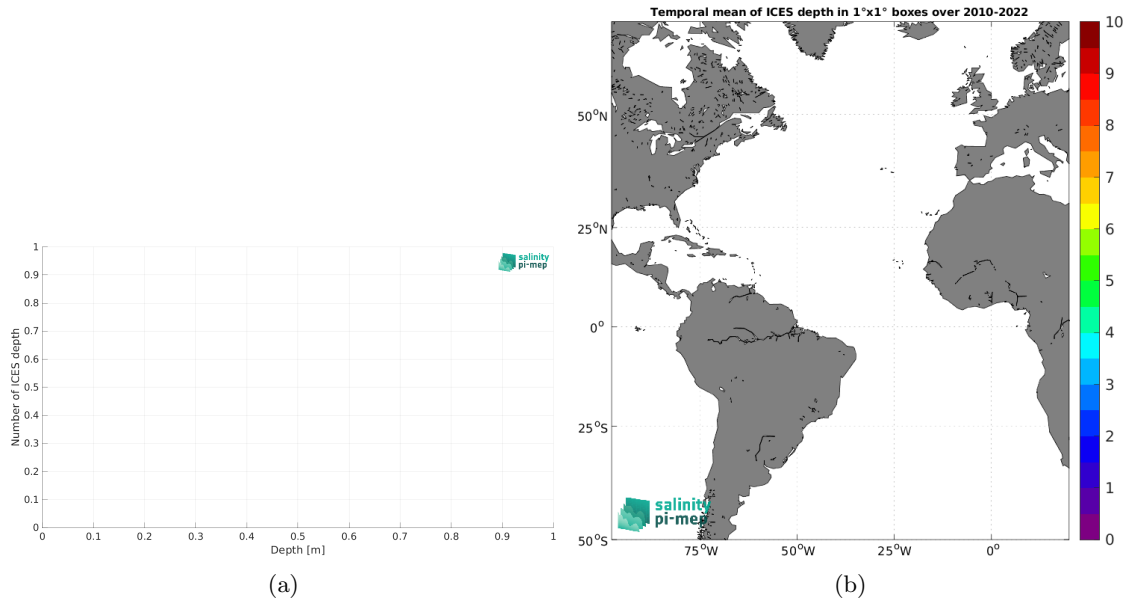 Temporal mean of ICES depth in 1°x1° boxes over 2010-2022
1
0.9
0.8
0.7
0.6
0.5
0.4
0.3
0.2
0.1
0
Number of ICES depth
salinity
pi-mep
0 0.1 0.2 0.3 0.4 0.5 0.6 0.7 0.8 0.9 1
Depth [m]
(a)
50°N
25°N
0°
25°S
50°S
salinity
pi-mep
75°W 50°W 25°W 0°
10
9
8
7
6
5
4
3
2
1
0
(b)